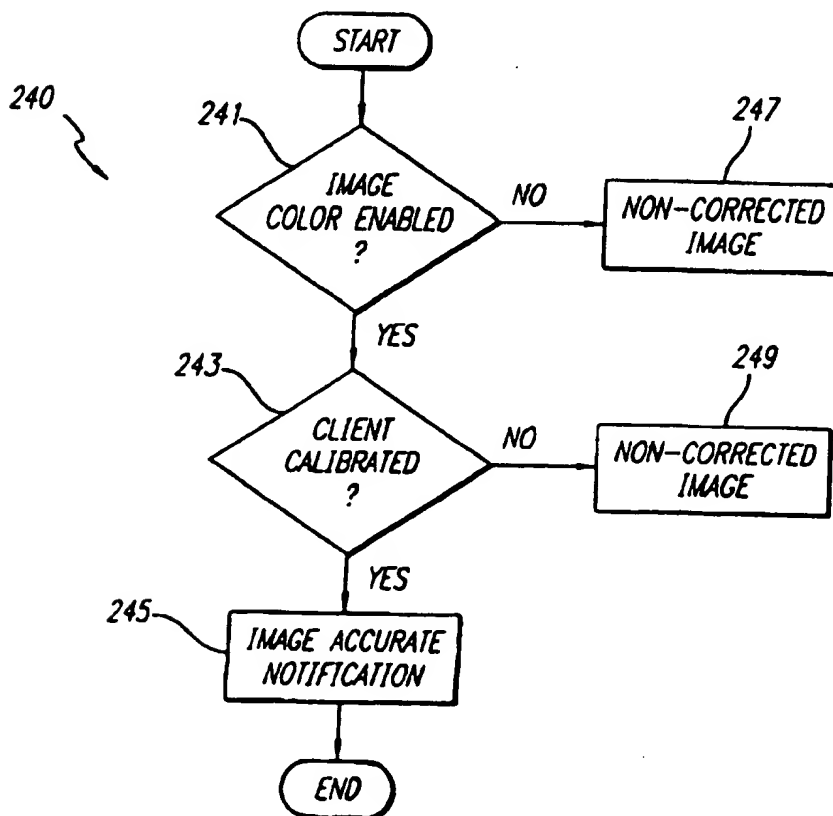 START
240
241
247
IMAGE
COLOR ENABLED
?
NO
NON-CORRECTED
IMAGE
YES
243
249
CLIENT
CALIBRATED
?
NO
NON-CORRECTED
IMAGE
YES
245
IMAGE ACCURATE
NOTIFICATION
END